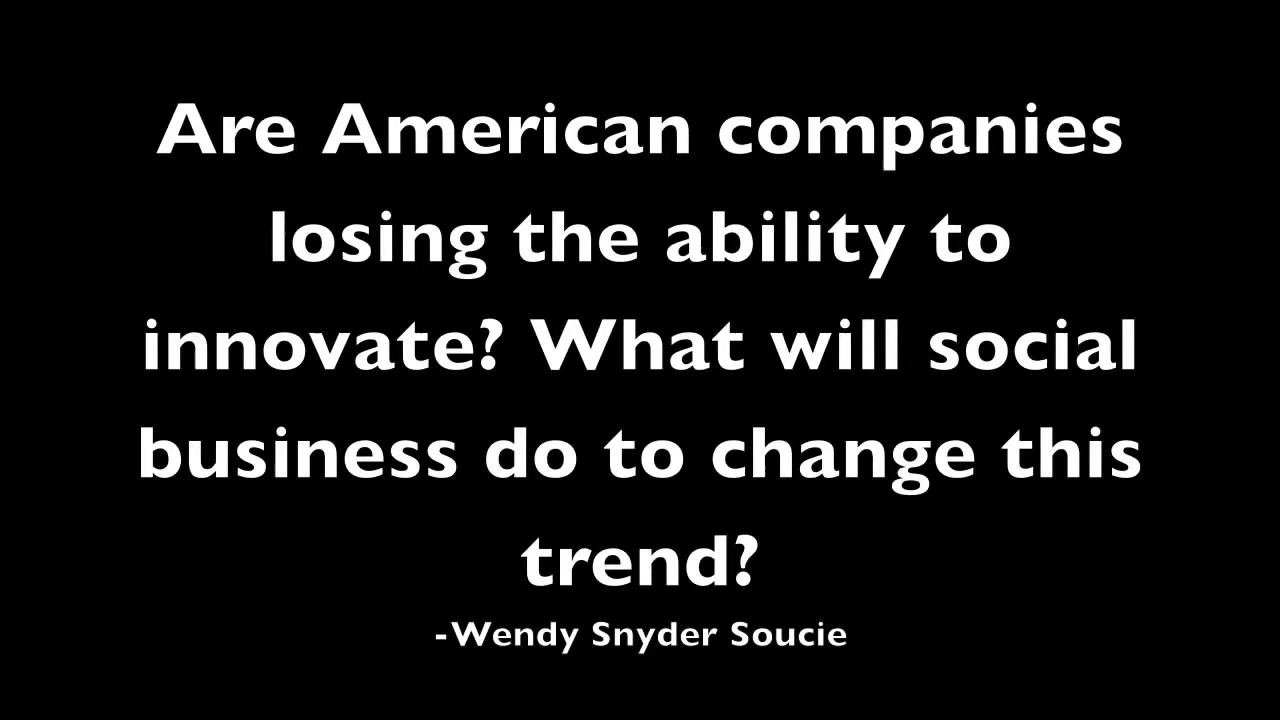 Are American companies
losing the ability to
innovate? What will social
business do to change this
trend?
-Wendy Snyder Soucie